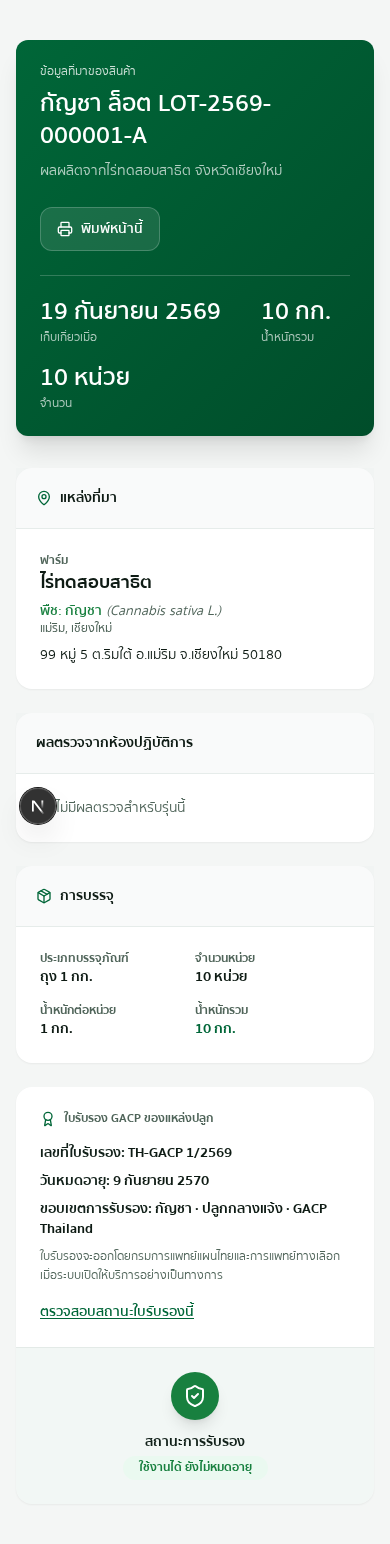 ข้อมูลที่มาของสินค้า
กัญชา ล็อต LOT-2569-
000001-A
ผลผลิตจากไร่ทดสอบสาธิต จังหวัดเชียงใหม่
พิมพ์หน้านี้
19 กันยายน 2569 10 กก.
เก็บเกี่ยวเมื่อ น้ำหนักรวม
10 หน่วย
จำนวน
แหล่งที่มา
ฟาร์ม
ไร่ทดสอบสาธิต
พืช: กัญชา (Cannabis sativa L.)
แม่ริม, เชียงใหม่
99 หมู่ 5 ต.ริมใต้ อ.แม่ริม จ.เชียงใหม่ 50180
ผลตรวจจากห้องปฏิบัติการ
N ไม่มีผลตรวจสำหรับรุ่นนี้
การบรรจุ
ประเภทบรรจุภัณฑ์ จำนวนหน่วย
ถุง 1 กก. 10 หน่วย
น้ำหนักต่อหน่วย น้ำหนักรวม
1 กก. 10 กก.
ใบรับรอง GACP ของแหล่งปลูก
เลขที่ใบรับรอง: TH-GACP 1/2569
วันหมดอายุ: 9 กันยายน 2570
ขอบเขตการรับรอง: กัญชา · ปลูกกลางแจ้ง · GACP
Thailand
ใบรับรองจะออกโดยกรมการแพทย์แผนไทยและการแพทย์ทางเลือก
เมื่อระบบเปิดให้บริการอย่างเป็นทางการ
ตรวจสอบสถานะใบรับรองนี้
สถานะการรับรอง
ใช้งานได้ ยังไม่หมดอายุ